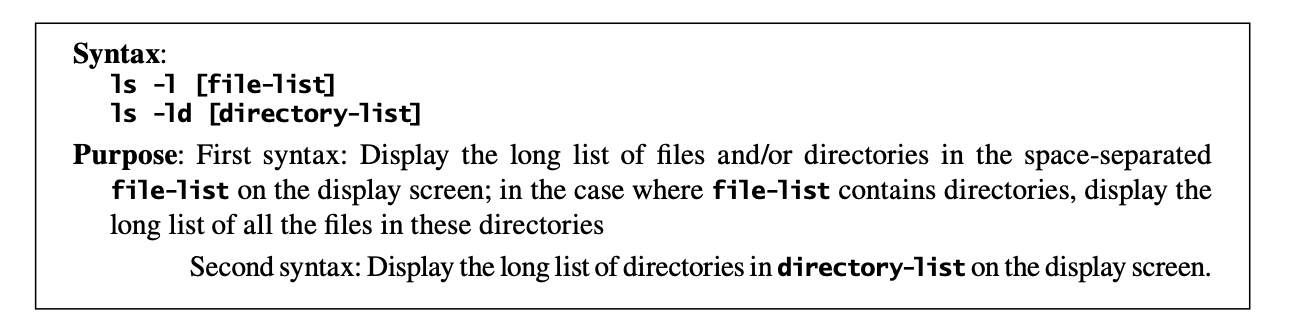 Syntax:
ls -l [file-list]
ls -ld [directory-list]
Purpose: First syntax: Display the long list of files and/or directories in the space-separated
file-list on the display screen; in the case where file-list contains directories, display the
long list of all the files in these directories
Second syntax: Display the long list of directories in directory-list on the display screen.